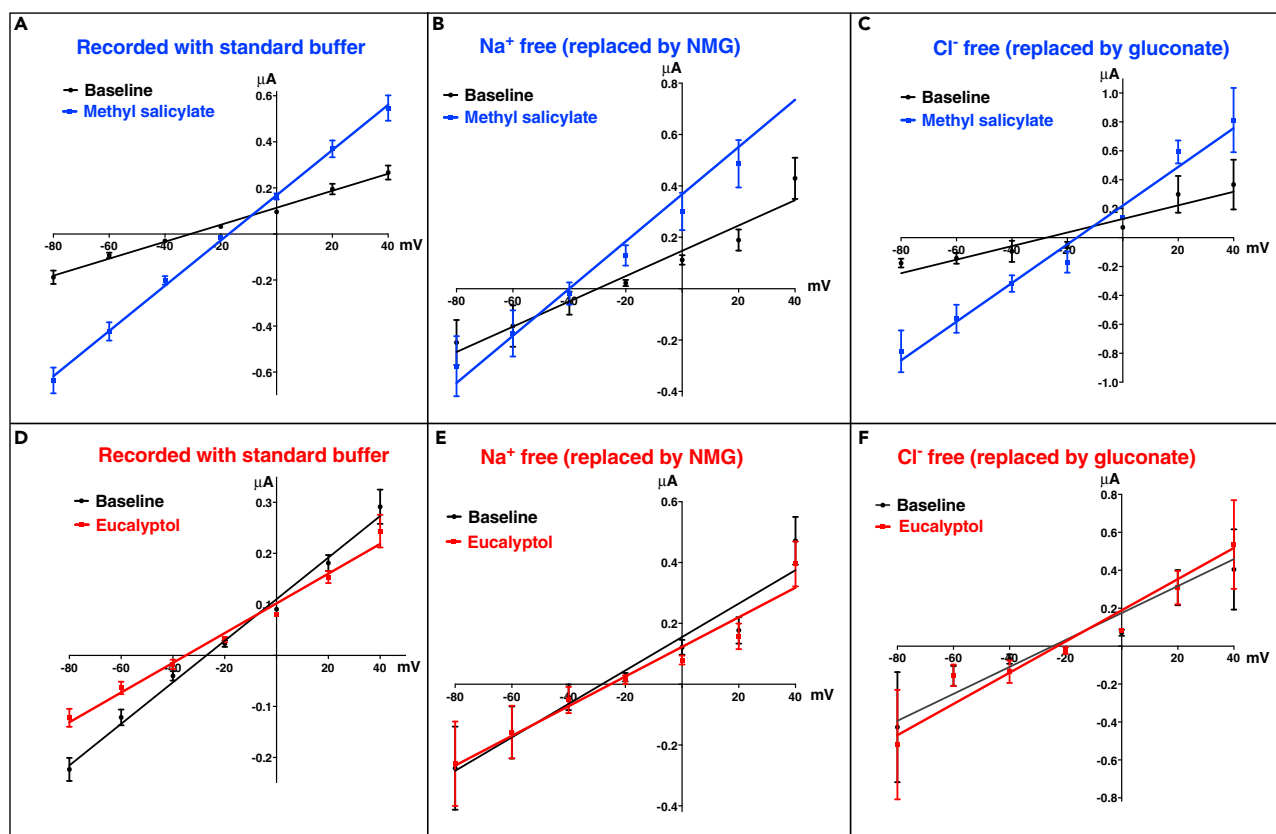 A
Recorded with standard buffer
μA
Baseline
Methyl salicylate
0.6
0.4
0.2
-80 -60 -40 -20 0 20 40 mV
-0.2
-0.4
-0.6
B
Na+ free (replaced by NMG)
μA
Baseline
Methyl salicylate
0.8
0.6
0.4
0.2
-80 -60 -40 -20 0 20 40 mV
-0.2
-0.4
C
Cl- free (replaced by gluconate)
μA
Baseline
Methyl salicylate
1.0
0.8
0.6
0.4
0.2
-80 -60 -40 -20 0 20 40 mV
-0.2
-0.4
-0.6
-0.8
-1.0
D
Recorded with standard buffer
μA
Baseline
Eucalyptol
0.3
0.2
0.1
-80 -60 -40 -20 0 20 40 mV
-0.1
-0.2
E
Na+ free (replaced by NMG)
μA
Baseline
Eucalyptol
0.6
0.4
0.2
-80 -60 -40 -20 0 20 40 mV
-0.2
-0.4
F
Cl- free (replaced by gluconate)
μA
Baseline
Eucalyptol
0.8
0.6
0.4
0.2
-80 -60 -40 -20 0 20 40 mV
-0.2
-0.4
-0.6
-0.8